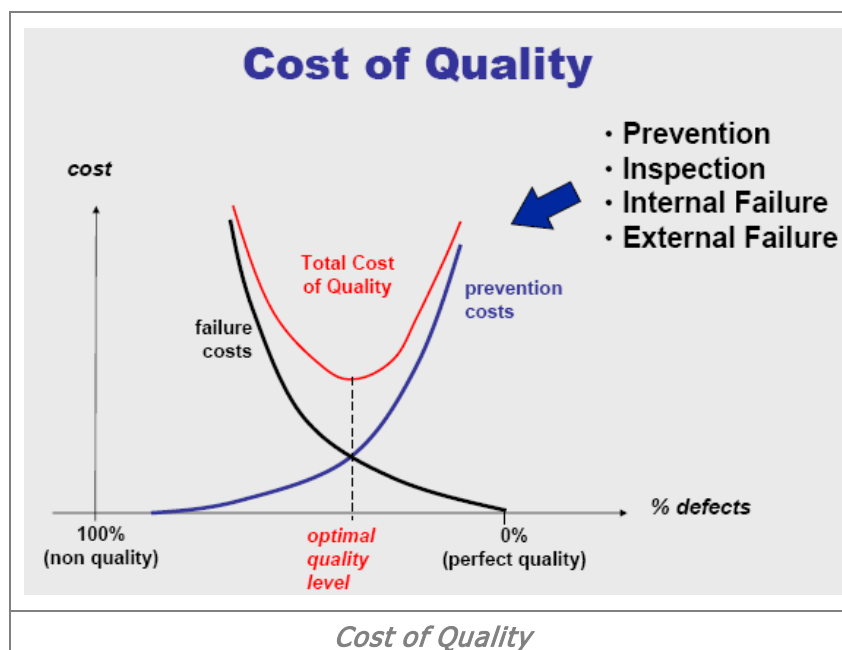 Cost of Quality
· Prevention
· Inspection
· Internal Failure
· External Failure
cost
Total Cost
of Quality
prevention
costs
failure
costs
% defects
100%
(non quality)
optimal
quality
level
0%
(perfect quality)
Cost of Quality